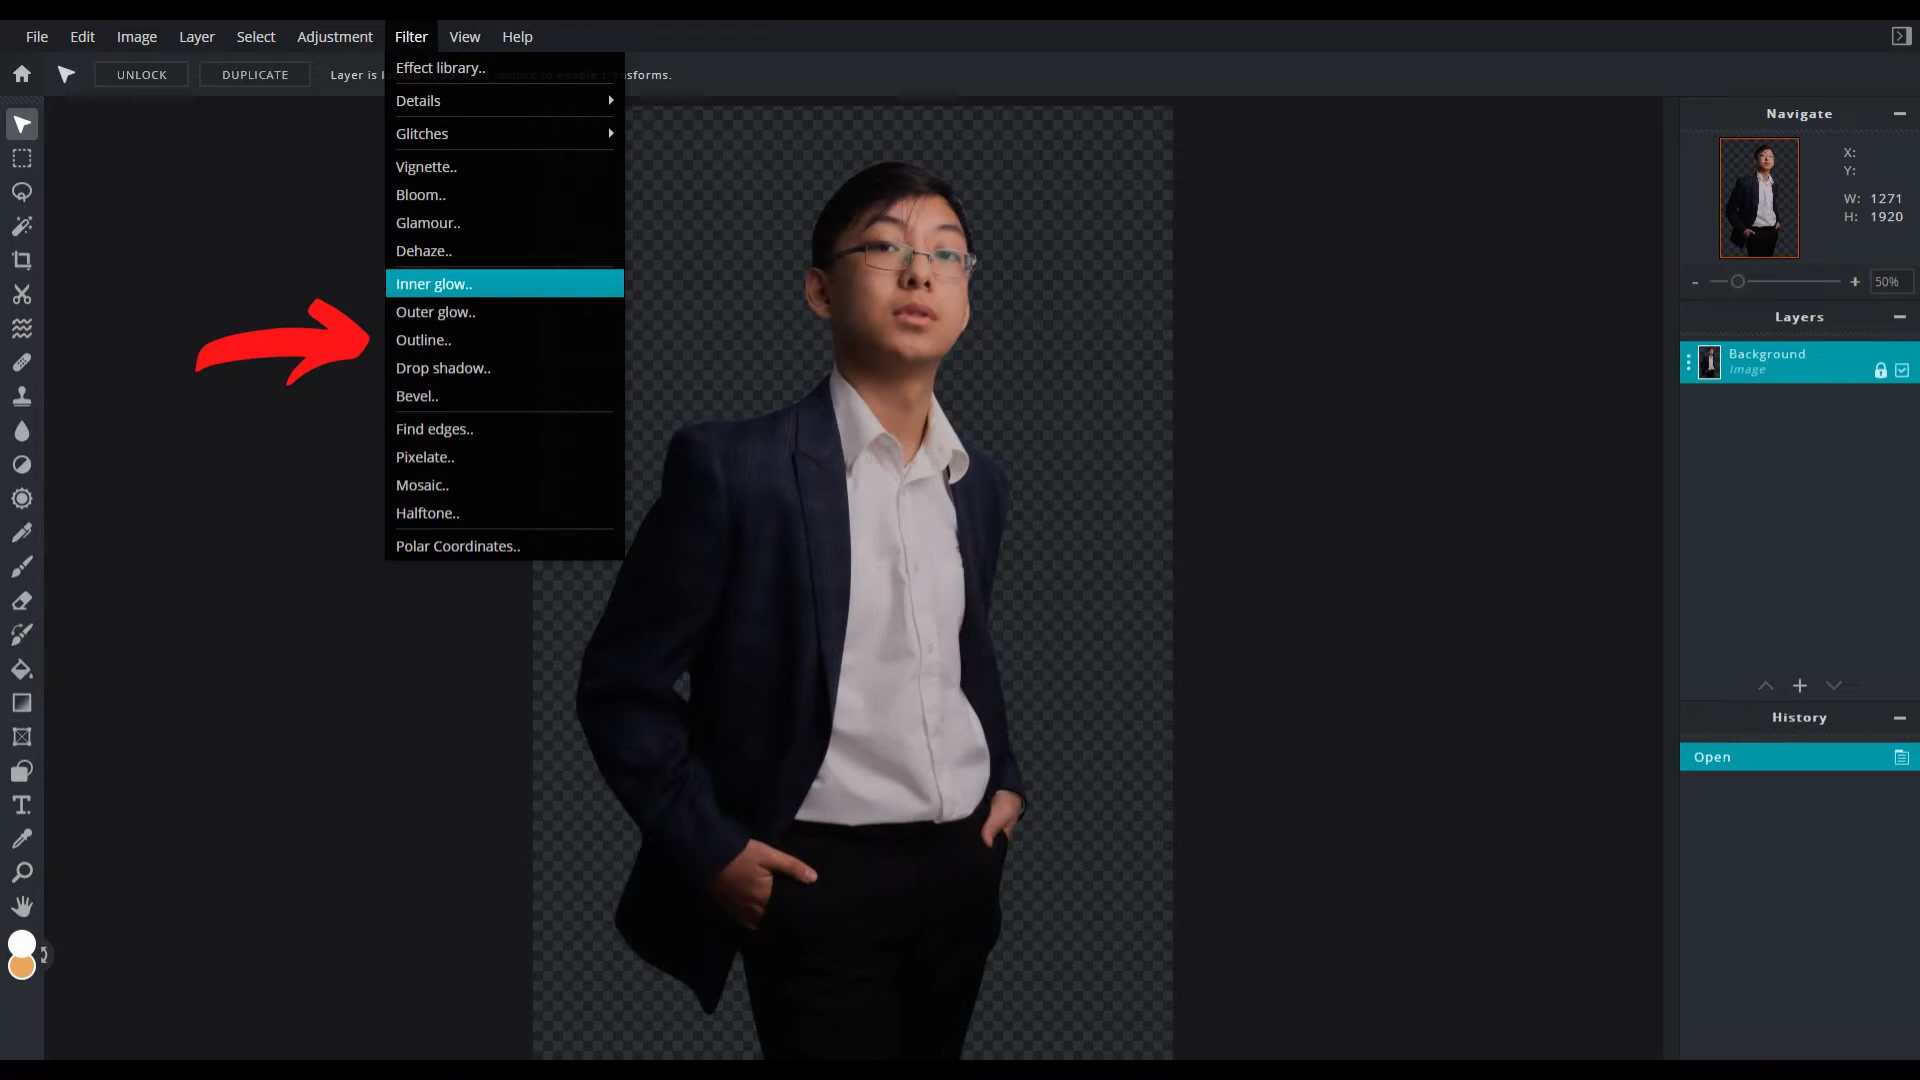 File Edit Image Layer Select Adjustment Filter View Help
UNLOCK DUPLICATE Layer is sforms.
Effect library..
Details
Glitches
Vignette..
Bloom..
Glamour..
Dehaze..
Inner glow..
Outer glow..
Outline..
Drop shadow..
Bevel..
Find edges..
Pixelate..
Mosaic..
Halftone..
Polar Coordinates..
Navigate
X:
Y:
W: 1271
H: 1920
- + 50%
Layers
Background
Image
History
Open